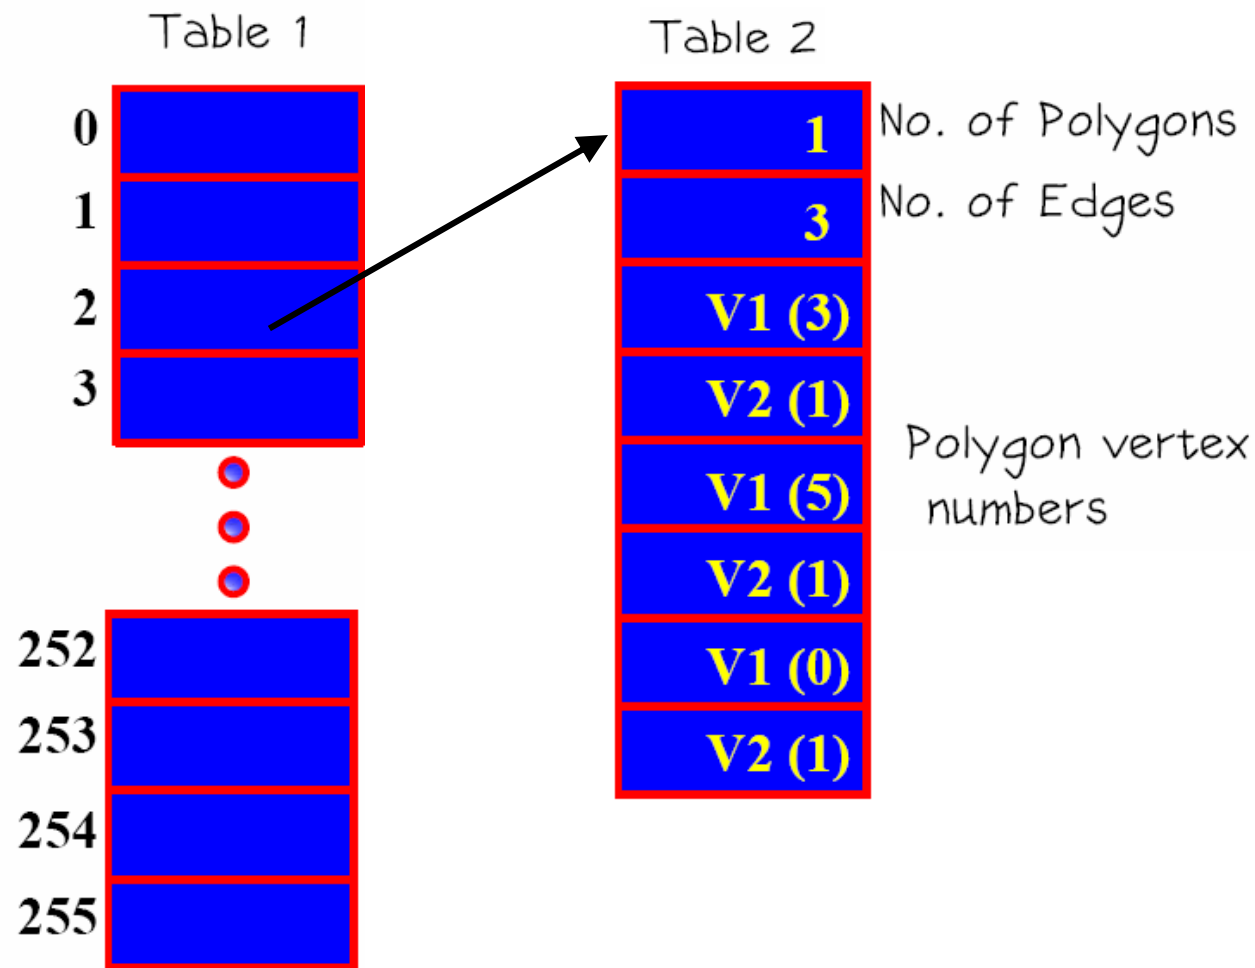 Table 1
0
1
2
3
252
253
254
255
Table 2
1 No. of Polygons
3 No. of Edges
V1 (3)
V2 (1)
V1 (5)
V2 (1)
V1 (0)
V2 (1)
Polygon vertex
numbers